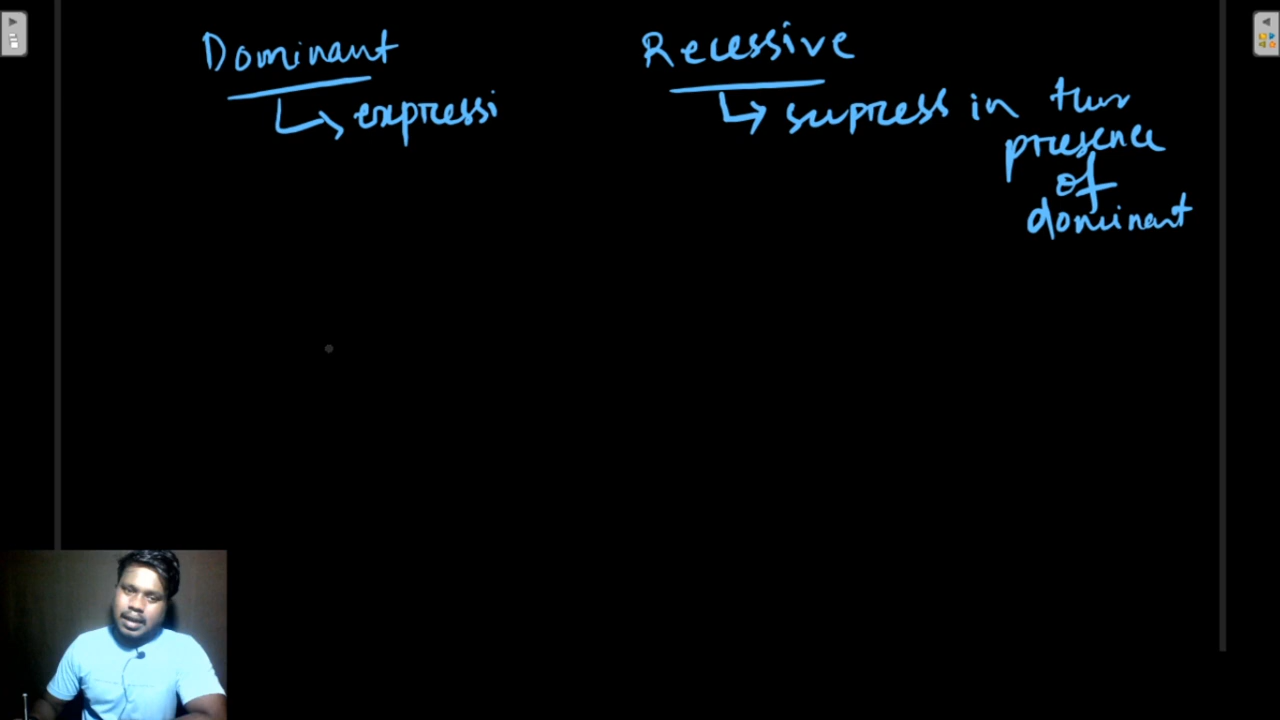 Dominant
↳ expressi
Recessive
↳ supress in the
presence
of
dominant